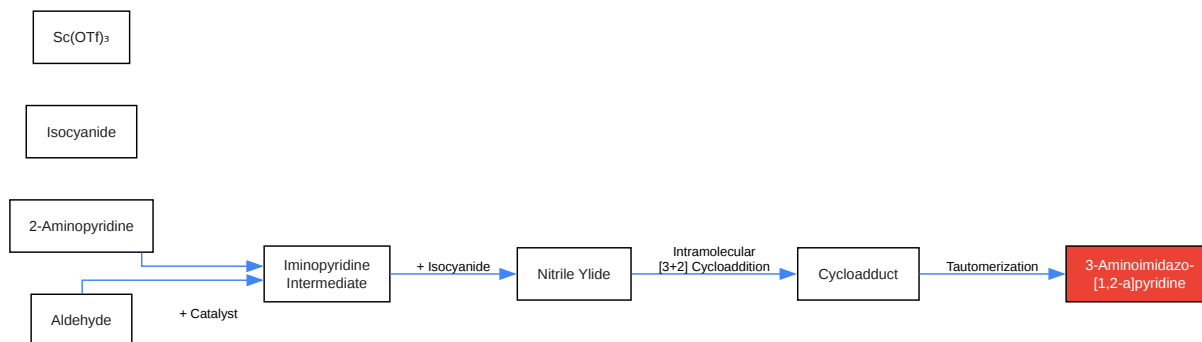 Sc(OTf)₃
Isocyanide
2-Aminopyridine
Aldehyde
+ Catalyst
Iminopyridine
Intermediate
+ Isocyanide
Nitrile Ylide
Intramolecular
[3+2] Cycloaddition
Cycloadduct
Tautomerization
3-Aminoimidazo-
[1,2-a]pyridine